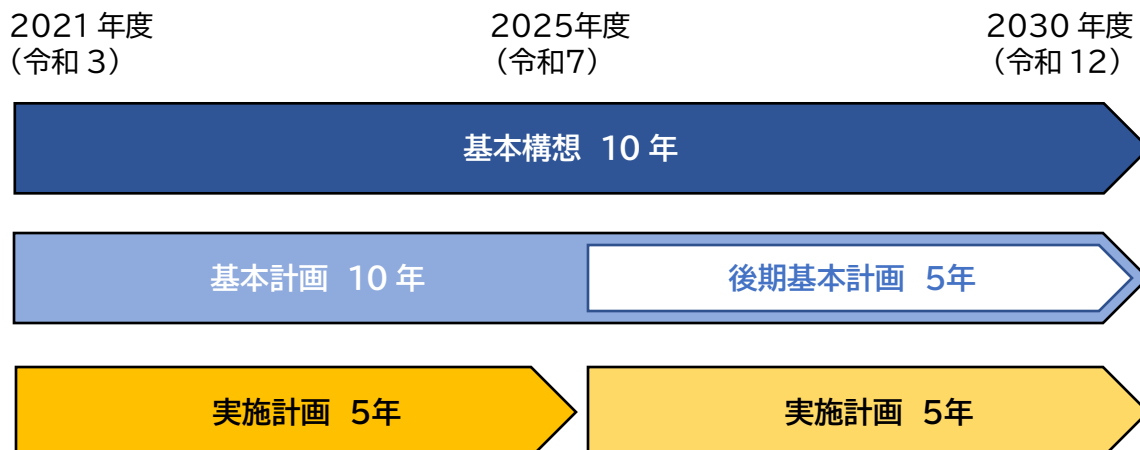 2021 年度
(令和 3)
2025年度
(令和7)
2030 年度
(令和 12)
基本構想 10 年
基本計画 10 年
後期基本計画 5年
実施計画 5年
実施計画 5年